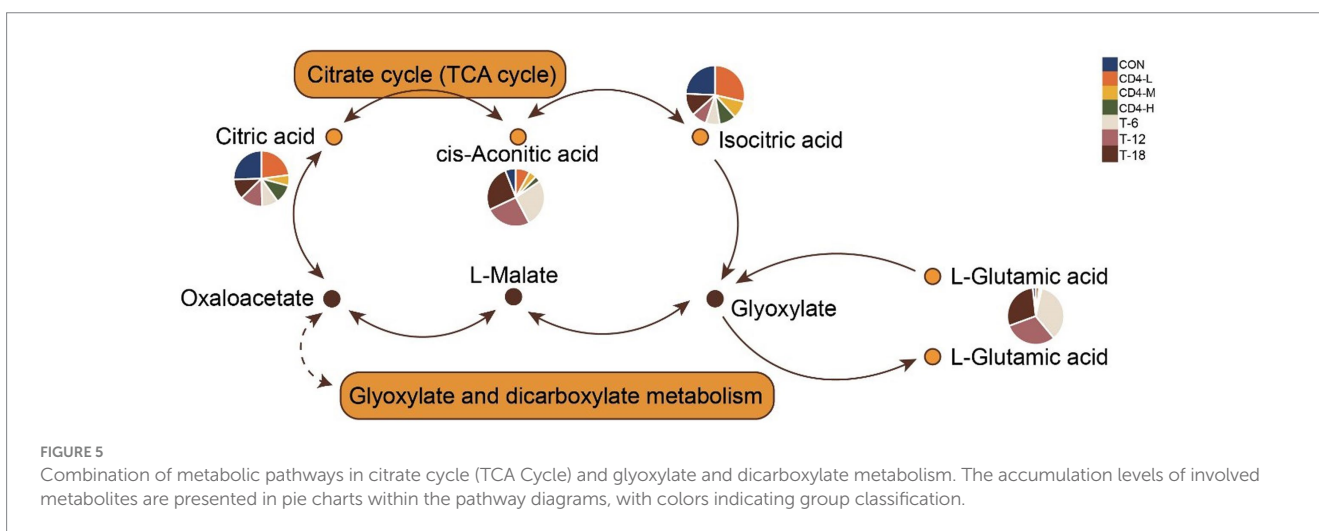 Citrate cycle (TCA cycle)
CON
CD4-L
CD4-M
CD4-H
T-6
T-12
T-18
Citric acid
cis-Aconitic acid
Isocitric acid
Oxaloacetate
L-Malate
Glyoxylate
L-Glutamic acid
L-Glutamic acid
Glyoxylate and dicarboxylate metabolism
FIGURE 5
Combination of metabolic pathways in citrate cycle (TCA Cycle) and glyoxylate and dicarboxylate metabolism. The accumulation levels of involved
metabolites are presented in pie charts within the pathway diagrams, with colors indicating group classification.